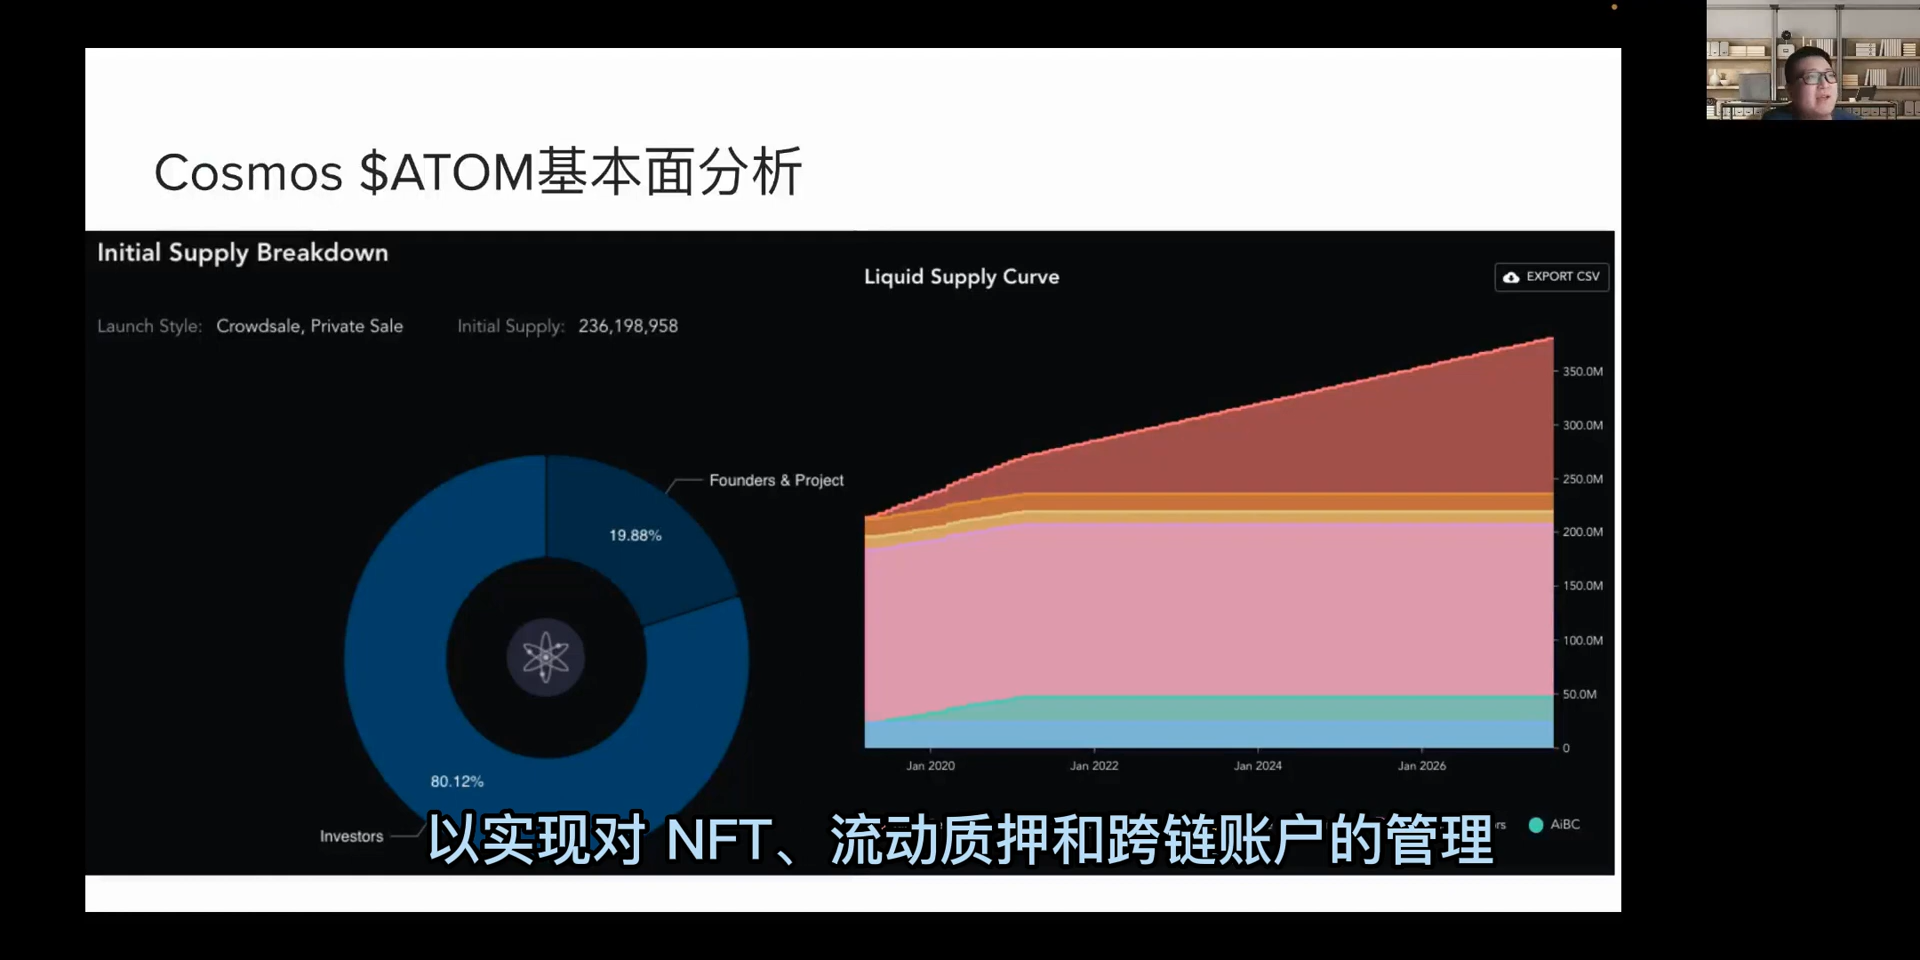 Cosmos $ATOM基本面分析
Initial Supply Breakdown
Launch Style: Crowdsale, Private Sale
Initial Supply: 236,198,958
Founders & Project
19.88%
80.12%
Investors
Liquid Supply Curve
EXPORT CSV
350.0M
300.0M
250.0M
200.0M
150.0M
100.0M
50.0M
0
Jan 2020
Jan 2022
Jan 2024
Jan 2026
AiBC
以实现对 NFT、流动质押和跨链账户的管理